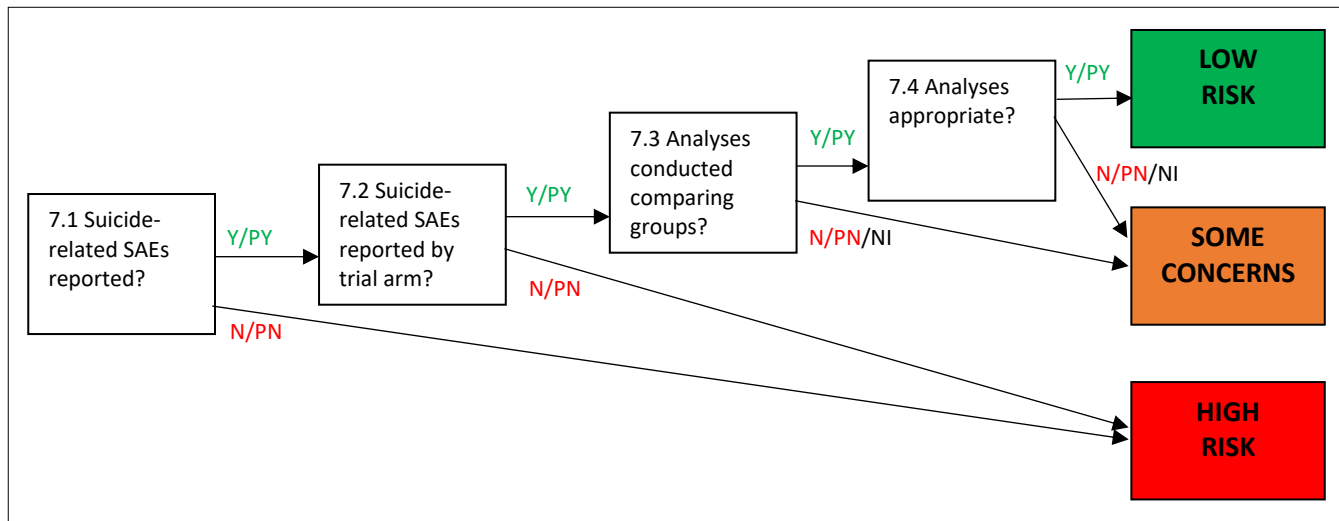 7.1 Suicide-
related SAEs
reported?
Y/PY
N/PN
7.2 Suicide-
related SAEs
reported by
trial arm?
Y/PY
N/PN
7.3 Analyses
conducted
comparing
groups?
Y/PY
N/PN/NI
7.4 Analyses
appropriate?
Y/PY
N/PN/NI
LOW
RISK
SOME
CONCERNS
HIGH
RISK